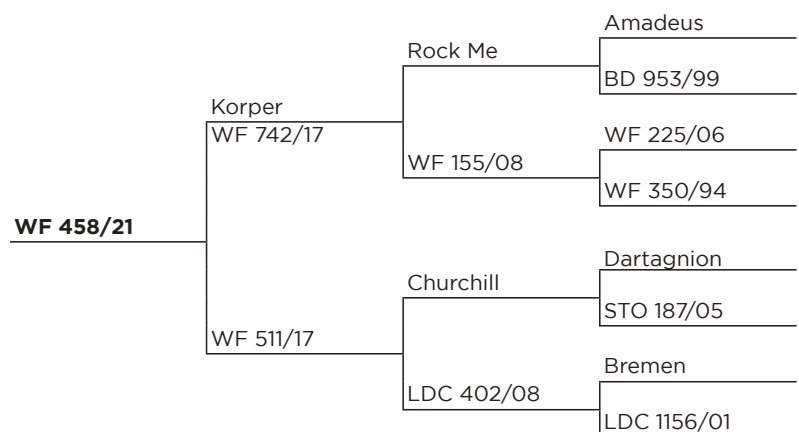 Amadeus
Rock Me
BD 953/99
Korper
WF 742/17
WF 225/06
WF 155/08
WF 350/94
WF 458/21
Dartagnion
Churchill
STO 187/05
WF 511/17
Bremen
LDC 402/08
LDC 1156/01